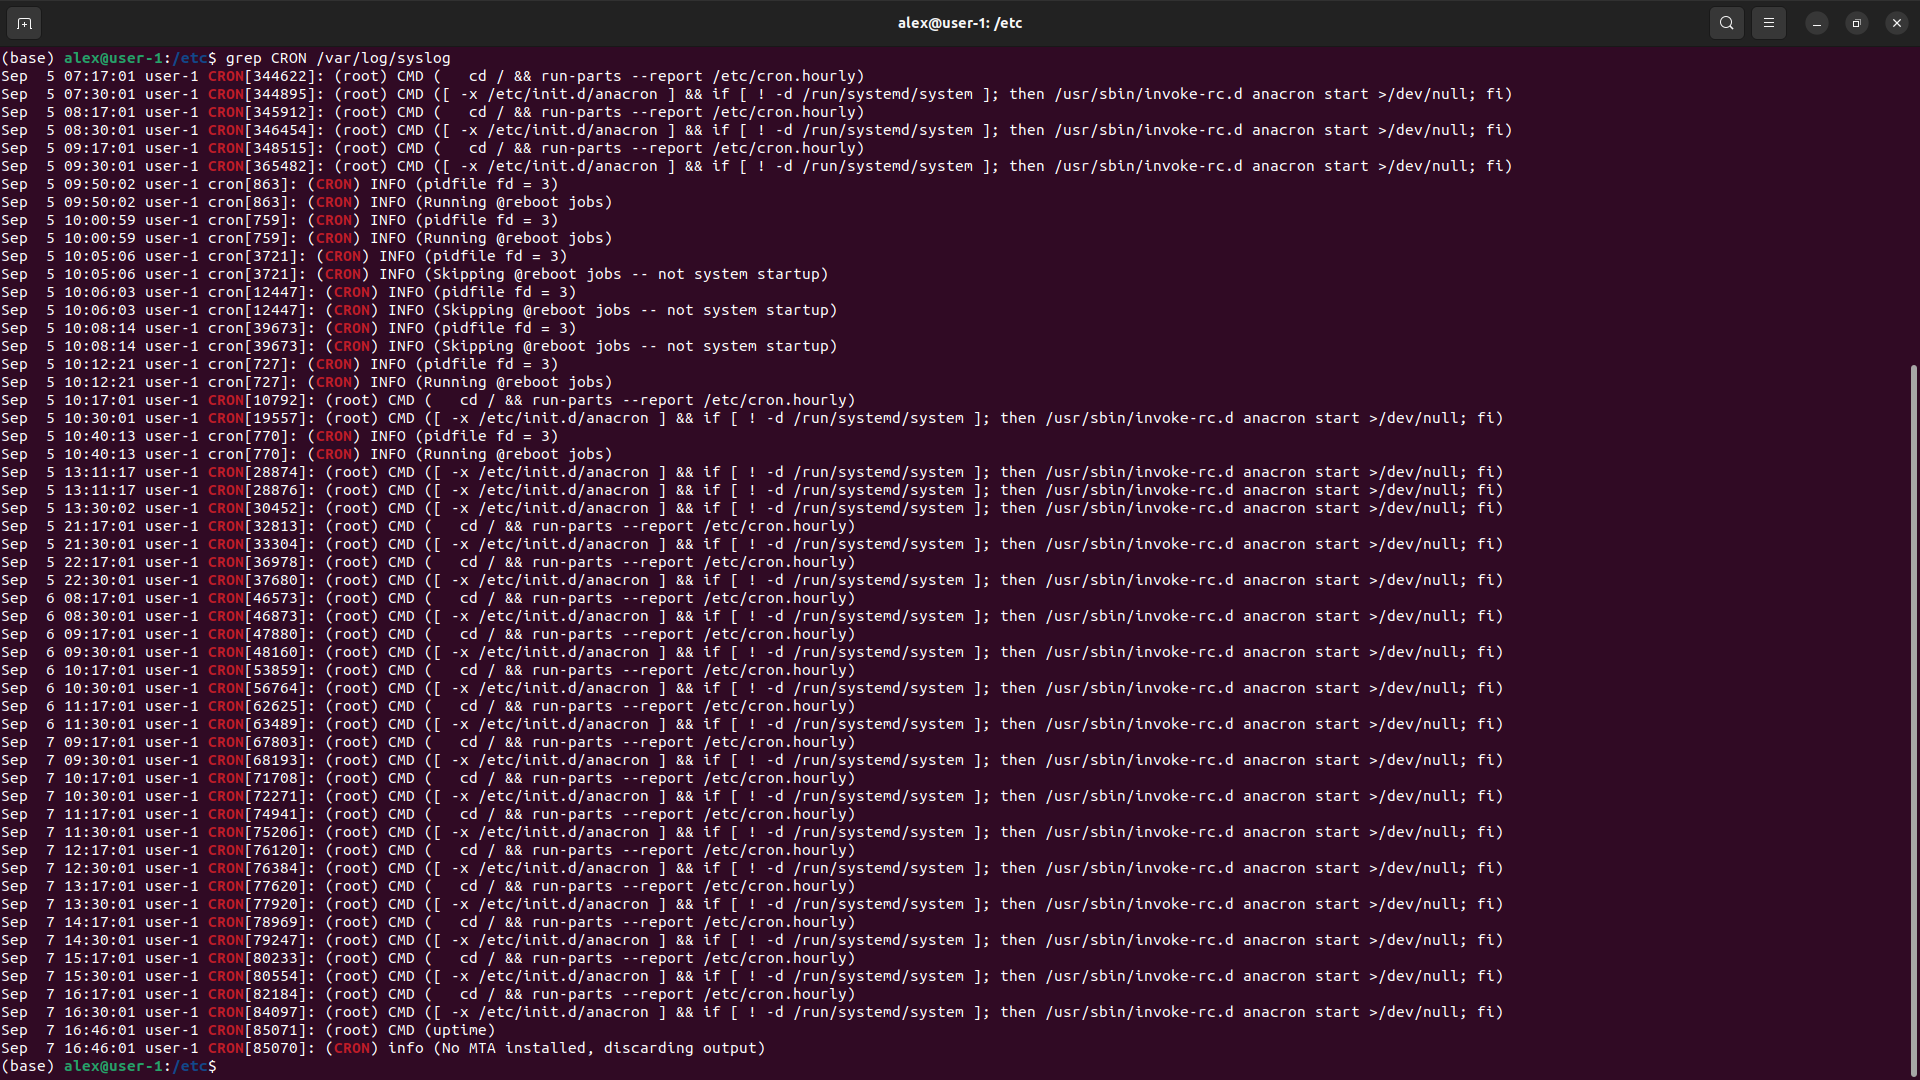 alex@user-1: /etc
(base) alex@user-1:/etc$ grep CRON /var/log/syslog
Sep  5 07:17:01 user-1 CRON[344622]: (root) CMD (   cd / && run-parts --report /etc/cron.hourly)
Sep  5 07:30:01 user-1 CRON[344895]: (root) CMD ([ -x /etc/init.d/anacron ] && if [ ! -d /run/systemd/system ]; then /usr/sbin/invoke-rc.d anacron start >/dev/null; fi)
Sep  5 08:17:01 user-1 CRON[345912]: (root) CMD (   cd / && run-parts --report /etc/cron.hourly)
Sep  5 08:30:01 user-1 CRON[346454]: (root) CMD ([ -x /etc/init.d/anacron ] && if [ ! -d /run/systemd/system ]; then /usr/sbin/invoke-rc.d anacron start >/dev/null; fi)
Sep  5 09:17:01 user-1 CRON[348515]: (root) CMD (   cd / && run-parts --report /etc/cron.hourly)
Sep  5 09:30:01 user-1 CRON[365482]: (root) CMD ([ -x /etc/init.d/anacron ] && if [ ! -d /run/systemd/system ]; then /usr/sbin/invoke-rc.d anacron start >/dev/null; fi)
Sep  5 09:50:02 user-1 cron[863]: (CRON) INFO (pidfile fd = 3)
Sep  5 09:50:02 user-1 cron[863]: (CRON) INFO (Running @reboot jobs)
Sep  5 10:00:59 user-1 cron[759]: (CRON) INFO (pidfile fd = 3)
Sep  5 10:00:59 user-1 cron[759]: (CRON) INFO (Running @reboot jobs)
Sep  5 10:05:06 user-1 cron[3721]: (CRON) INFO (pidfile fd = 3)
Sep  5 10:05:06 user-1 cron[3721]: (CRON) INFO (Skipping @reboot jobs -- not system startup)
Sep  5 10:06:03 user-1 cron[12447]: (CRON) INFO (pidfile fd = 3)
Sep  5 10:06:03 user-1 cron[12447]: (CRON) INFO (Skipping @reboot jobs -- not system startup)
Sep  5 10:08:14 user-1 cron[39673]: (CRON) INFO (pidfile fd = 3)
Sep  5 10:08:14 user-1 cron[39673]: (CRON) INFO (Skipping @reboot jobs -- not system startup)
Sep  5 10:12:21 user-1 cron[727]: (CRON) INFO (pidfile fd = 3)
Sep  5 10:12:21 user-1 cron[727]: (CRON) INFO (Running @reboot jobs)
Sep  5 10:17:01 user-1 CRON[10792]: (root) CMD (   cd / && run-parts --report /etc/cron.hourly)
Sep  5 10:30:01 user-1 CRON[19557]: (root) CMD ([ -x /etc/init.d/anacron ] && if [ ! -d /run/systemd/system ]; then /usr/sbin/invoke-rc.d anacron start >/dev/null; fi)
Sep  5 10:40:13 user-1 cron[770]: (CRON) INFO (pidfile fd = 3)
Sep  5 10:40:13 user-1 cron[770]: (CRON) INFO (Running @reboot jobs)
Sep  5 13:11:17 user-1 CRON[28874]: (root) CMD ([ -x /etc/init.d/anacron ] && if [ ! -d /run/systemd/system ]; then /usr/sbin/invoke-rc.d anacron start >/dev/null; fi)
Sep  5 13:11:17 user-1 CRON[28876]: (root) CMD ([ -x /etc/init.d/anacron ] && if [ ! -d /run/systemd/system ]; then /usr/sbin/invoke-rc.d anacron start >/dev/null; fi)
Sep  5 13:30:02 user-1 CRON[30452]: (root) CMD ([ -x /etc/init.d/anacron ] && if [ ! -d /run/systemd/system ]; then /usr/sbin/invoke-rc.d anacron start >/dev/null; fi)
Sep  5 21:17:01 user-1 CRON[32813]: (root) CMD (   cd / && run-parts --report /etc/cron.hourly)
Sep  5 21:30:01 user-1 CRON[33304]: (root) CMD ([ -x /etc/init.d/anacron ] && if [ ! -d /run/systemd/system ]; then /usr/sbin/invoke-rc.d anacron start >/dev/null; fi)
Sep  5 22:17:01 user-1 CRON[36978]: (root) CMD (   cd / && run-parts --report /etc/cron.hourly)
Sep  5 22:30:01 user-1 CRON[37680]: (root) CMD ([ -x /etc/init.d/anacron ] && if [ ! -d /run/systemd/system ]; then /usr/sbin/invoke-rc.d anacron start >/dev/null; fi)
Sep  6 08:17:01 user-1 CRON[46573]: (root) CMD (   cd / && run-parts --report /etc/cron.hourly)
Sep  6 08:30:01 user-1 CRON[46873]: (root) CMD ([ -x /etc/init.d/anacron ] && if [ ! -d /run/systemd/system ]; then /usr/sbin/invoke-rc.d anacron start >/dev/null; fi)
Sep  6 09:17:01 user-1 CRON[47880]: (root) CMD (   cd / && run-parts --report /etc/cron.hourly)
Sep  6 09:30:01 user-1 CRON[48160]: (root) CMD ([ -x /etc/init.d/anacron ] && if [ ! -d /run/systemd/system ]; then /usr/sbin/invoke-rc.d anacron start >/dev/null; fi)
Sep  6 10:17:01 user-1 CRON[53859]: (root) CMD (   cd / && run-parts --report /etc/cron.hourly)
Sep  6 10:30:01 user-1 CRON[56764]: (root) CMD ([ -x /etc/init.d/anacron ] && if [ ! -d /run/systemd/system ]; then /usr/sbin/invoke-rc.d anacron start >/dev/null; fi)
Sep  6 11:17:01 user-1 CRON[62625]: (root) CMD (   cd / && run-parts --report /etc/cron.hourly)
Sep  6 11:30:01 user-1 CRON[63489]: (root) CMD ([ -x /etc/init.d/anacron ] && if [ ! -d /run/systemd/system ]; then /usr/sbin/invoke-rc.d anacron start >/dev/null; fi)
Sep  7 09:17:01 user-1 CRON[67803]: (root) CMD (   cd / && run-parts --report /etc/cron.hourly)
Sep  7 09:30:01 user-1 CRON[68193]: (root) CMD ([ -x /etc/init.d/anacron ] && if [ ! -d /run/systemd/system ]; then /usr/sbin/invoke-rc.d anacron start >/dev/null; fi)
Sep  7 10:17:01 user-1 CRON[71708]: (root) CMD (   cd / && run-parts --report /etc/cron.hourly)
Sep  7 10:30:01 user-1 CRON[72271]: (root) CMD ([ -x /etc/init.d/anacron ] && if [ ! -d /run/systemd/system ]; then /usr/sbin/invoke-rc.d anacron start >/dev/null; fi)
Sep  7 11:17:01 user-1 CRON[74941]: (root) CMD (   cd / && run-parts --report /etc/cron.hourly)
Sep  7 11:30:01 user-1 CRON[75206]: (root) CMD ([ -x /etc/init.d/anacron ] && if [ ! -d /run/systemd/system ]; then /usr/sbin/invoke-rc.d anacron start >/dev/null; fi)
Sep  7 12:17:01 user-1 CRON[76120]: (root) CMD (   cd / && run-parts --report /etc/cron.hourly)
Sep  7 12:30:01 user-1 CRON[76384]: (root) CMD ([ -x /etc/init.d/anacron ] && if [ ! -d /run/systemd/system ]; then /usr/sbin/invoke-rc.d anacron start >/dev/null; fi)
Sep  7 13:17:01 user-1 CRON[77620]: (root) CMD (   cd / && run-parts --report /etc/cron.hourly)
Sep  7 13:30:01 user-1 CRON[77920]: (root) CMD ([ -x /etc/init.d/anacron ] && if [ ! -d /run/systemd/system ]; then /usr/sbin/invoke-rc.d anacron start >/dev/null; fi)
Sep  7 14:17:01 user-1 CRON[78969]: (root) CMD (   cd / && run-parts --report /etc/cron.hourly)
Sep  7 14:30:01 user-1 CRON[79247]: (root) CMD ([ -x /etc/init.d/anacron ] && if [ ! -d /run/systemd/system ]; then /usr/sbin/invoke-rc.d anacron start >/dev/null; fi)
Sep  7 15:17:01 user-1 CRON[80233]: (root) CMD (   cd / && run-parts --report /etc/cron.hourly)
Sep  7 15:30:01 user-1 CRON[80554]: (root) CMD ([ -x /etc/init.d/anacron ] && if [ ! -d /run/systemd/system ]; then /usr/sbin/invoke-rc.d anacron start >/dev/null; fi)
Sep  7 16:17:01 user-1 CRON[82184]: (root) CMD (   cd / && run-parts --report /etc/cron.hourly)
Sep  7 16:30:01 user-1 CRON[84097]: (root) CMD ([ -x /etc/init.d/anacron ] && if [ ! -d /run/systemd/system ]; then /usr/sbin/invoke-rc.d anacron start >/dev/null; fi)
Sep  7 16:46:01 user-1 CRON[85071]: (root) CMD (uptime)
Sep  7 16:46:01 user-1 CRON[85070]: (CRON) info (No MTA installed, discarding output)
(base) alex@user-1:/etc$